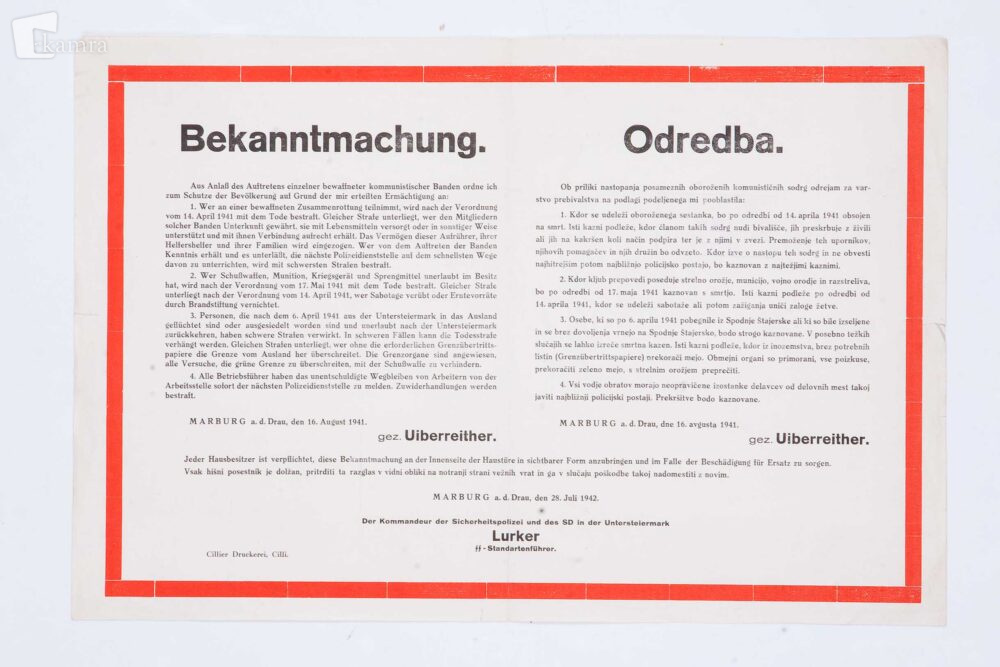 ekamra
Bekanntmachung.
Aus Anlaß des Auftretens einzelner bewaffneter kommunistischer Banden ordne ich
zum Schutze der Bevölkerung auf Grund der mir erteilten Ermächtigung an:
1. Wer an einer bewaffneten Zusammenrottung teilnimmt, wird nach der Verordnung
vom 14. April 1941 mit dem Tode bestraft. Gleicher Strafe unterliegt, wer den Mitgliedern
solcher Banden Unterkunft gewährt, sie mit Lebensmitteln versorgt oder in sonstiger Weise
unterstützt und mit ihnen Verbindung aufrecht erhält. Das Vermögen dieser Aufrührer, ihrer
Helfershelfer und ihrer Familien wird eingezogen. Wer von dem Auftreten der Banden
Kenntnis erhält und es unterläßt, die nächste Polizeidienststelle auf dem schnellsten Wege
davon zu unterrichten, wird mit schwersten Strafen bestraft.
2. Wer Schußwaffen, Munition, Kriegsgerät und Sprengmittel unerlaubt im Besitz
hat, wird nach der Verordnung vom 17. Mai 1941 mit dem Tode bestraft. Gleicher Strafe
unterliegt nach der Verordnung vom 14. April 1941, wer Sabotage verübt oder Erntevorräte
durch Brandstiftung vernichtet.
3. Personen, die nach dem 6. April 1941 aus der Untersteiermark in das Ausland
geflüchtet sind oder ausgesiedelt worden sind und unerlaubt nach der Untersteiermark
zurückkehren, haben schwere Strafen verwirkt. In schweren Fällen kann die Todesstrafe
verhängt werden. Gleichen Strafen unterliegt, wer ohne die erforderlichen Grenzübertritts-
papiere die Grenze vom Ausland her überschreitet. Die Grenzorgane sind angewiesen,
alle Versuche, die grüne Grenze zu überschreiten, mit der Schußwaffe zu verhindern.
4. Alle Betriebsführer haben das unentschuldigte Wegbleiben von Arbeitern von der
Arbeitsstelle sofort der nächsten Polizeidienststelle zu melden. Zuwiderhandlungen werden
bestraft.
MARBURG a. d. Drau, den 16. August 1941.
gez. Uiberreither.
Odredba.
Ob priliki nastopanja posameznih oboroženih komunističnih sodrg odrejam za var-
stvo prebivalstva na podlagi podeljenega mi pooblastila:
1. Kdor se udeleži oboroženega sestanka, bo po odredbi od 14. aprila 1941 obsojen
na smrt. Isti kazni podleže, kdor članom takih sodrg nudi bivališče, jih preskrbuje z živili
ali jih na kakršen koli način podpira ter je z njimi v zvezi. Premoženje teh upornikov,
njihovih pomagačev in njih družin bo odvzeto. Kdor izve o nastopu teh sodrg in ne obvesti
najhitrejšim potom najbližnjo policijsko postajo, bo kaznovan z najtežjimi kaznimi.
2. Kdor kljub prepovedi poseduje strelno orožje, municijo, vojno orodje in razstreliva,
bo po odredbi od 17. maja 1941 kaznovan s smrtjo. Isti kazni podleže po odredbi od
14. aprila 1941, kdor se udeleži sabotaže ali potom zažiganja uniči zaloge žetve.
3. Osebe, ki so po 6. aprilu 1941 pobegnile iz Spodnje Štajerske ali ki so bile izseljene
in se brez dovoljenja vrnejo na Spodnje Štajersko, bodo strogo kaznovane. V posebno težkih
slučajih se lahko izreče smrtna kazen. Isti kazni podleže, kdor iz inozemstva, brez potrebnih
listin (Grenzübertrittspapiere) prekorači mejo. Obmejni organi so primorani, vse poizkuse,
prekoračiti zeleno mejo, s strelnim orožjem preprečiti.
4. Vsi vodje obratov morajo neopravičene izostanke delavcev od delovnih mest takoj
javiti najbližnji policijski postaji. Prekršitve bodo kaznovane.
MARBURG a. d. Drau, dne 16. avgusta 1941.
gez. Uiberreither.
Jeder Hausbesitzer ist verpflichtet, diese Bekanntmachung an der Innenseite der Haustüre in sichtbarer Form anzubringen und im Falle der Beschädigung für Ersatz zu sorgen.
Vsak hišni posestnik je dolžan, pritrditi ta razglas v vidni obliki na notranji strani vežnih vrat in ga v slučaju poškodbe takoj nadomestiti z novim.
MARBURG a. d. Drau, den 28. Juli 1942.
Der Kommandeur der Sicherheitspolizei und des SD in der Untersteiermark
Lurker
ᛋᛋ-Standartenführer.
Cillier Druckerei, Cilli.